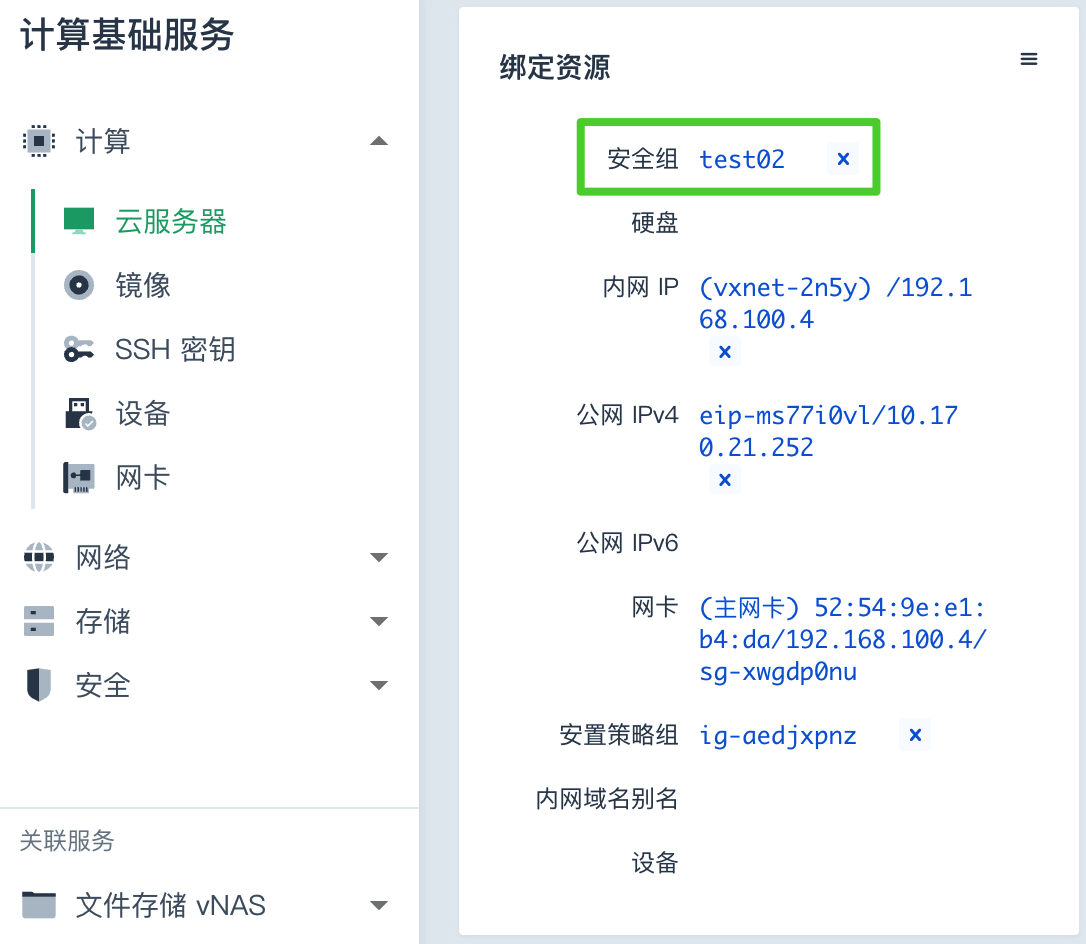 计算基础服务
计算
云服务器
镜像
SSH 密钥
设备
网卡
网络
存储
安全
关联服务
文件存储 vNAS
绑定资源
安全组 test02 x
硬盘
内网 IP (vxnet-2n5y) /192.1
68.100.4
x
公网 IPv4 eip-ms77i0vl/10.17
0.21.252
x
公网 IPv6
网卡 (主网卡) 52:54:9e:e1:
b4:da/192.168.100.4/
sg-xwgdp0nu
安置策略组 ig-aedjxpnz x
内网域名别名
设备